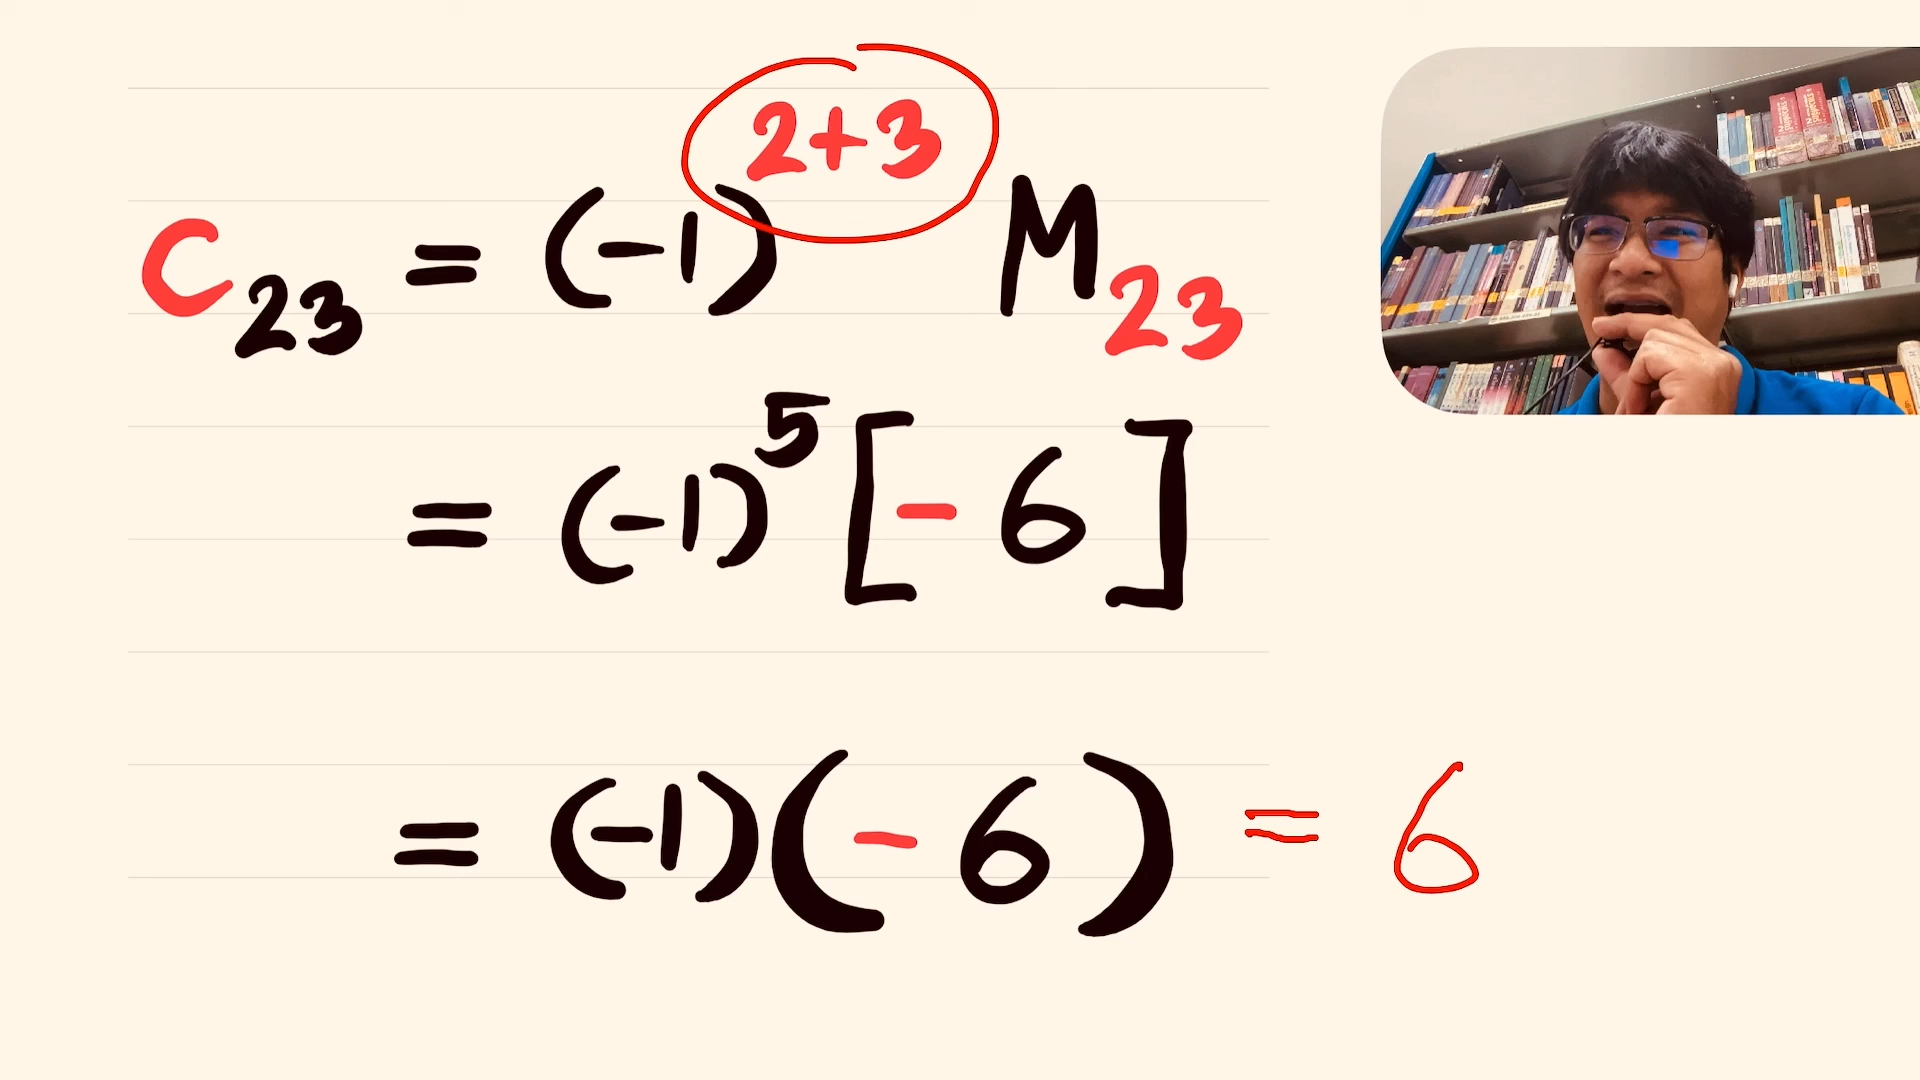 C₂₃ = (-1)²⁺³ M₂₃
= (-1)⁵ [-6]
= (-1)(-6) = 6